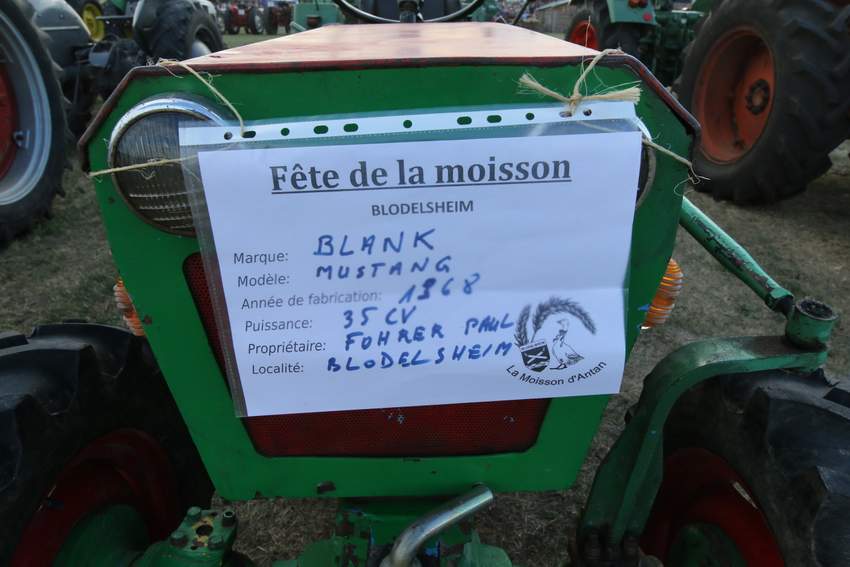 Fête de la moisson
BLODELSHEIM
Marque: BLANK
Modèle: MUSTANG
Année de fabrication: 1968
Puissance: 35 CV
Propriétaire: FOHRER PAUL
Localité: BLODELSHEIM
La Moisson d'Antan